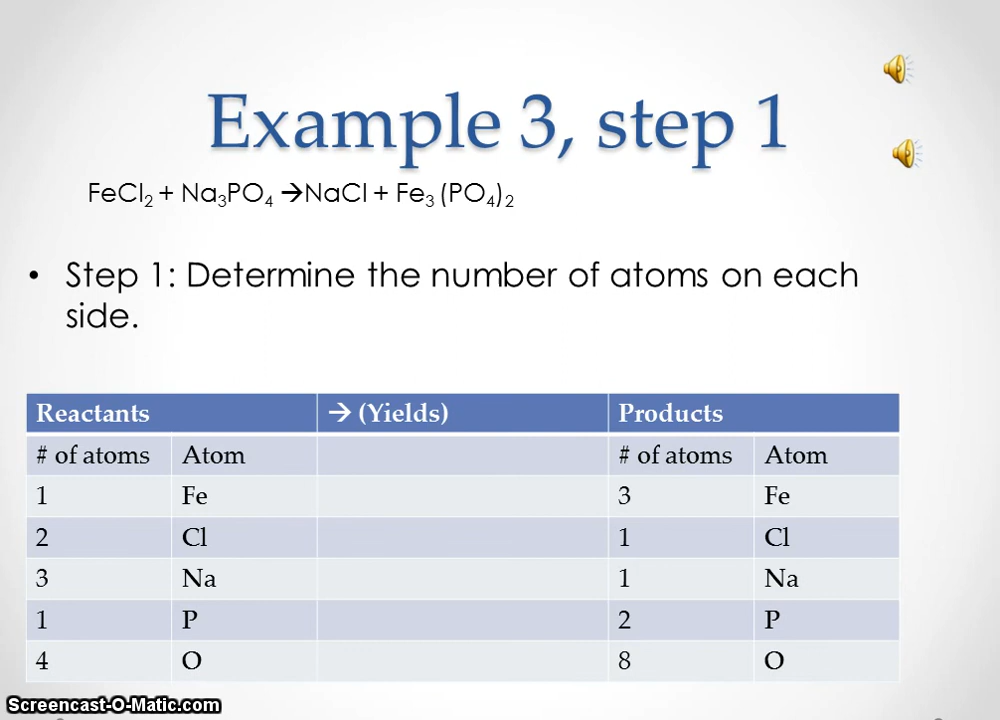 Example 3, step 1
FeCl₂ + Na₃PO₄ →NaCl + Fe₃ (PO₄)₂
• Step 1: Determine the number of atoms on each
side.
Reactants → (Yields) Products
# of atoms Atom # of atoms Atom
1 Fe 3 Fe
2 Cl 1 Cl
3 Na 1 Na
1 P 2 P
4 O 8 O
Screencast-O-Matic.com